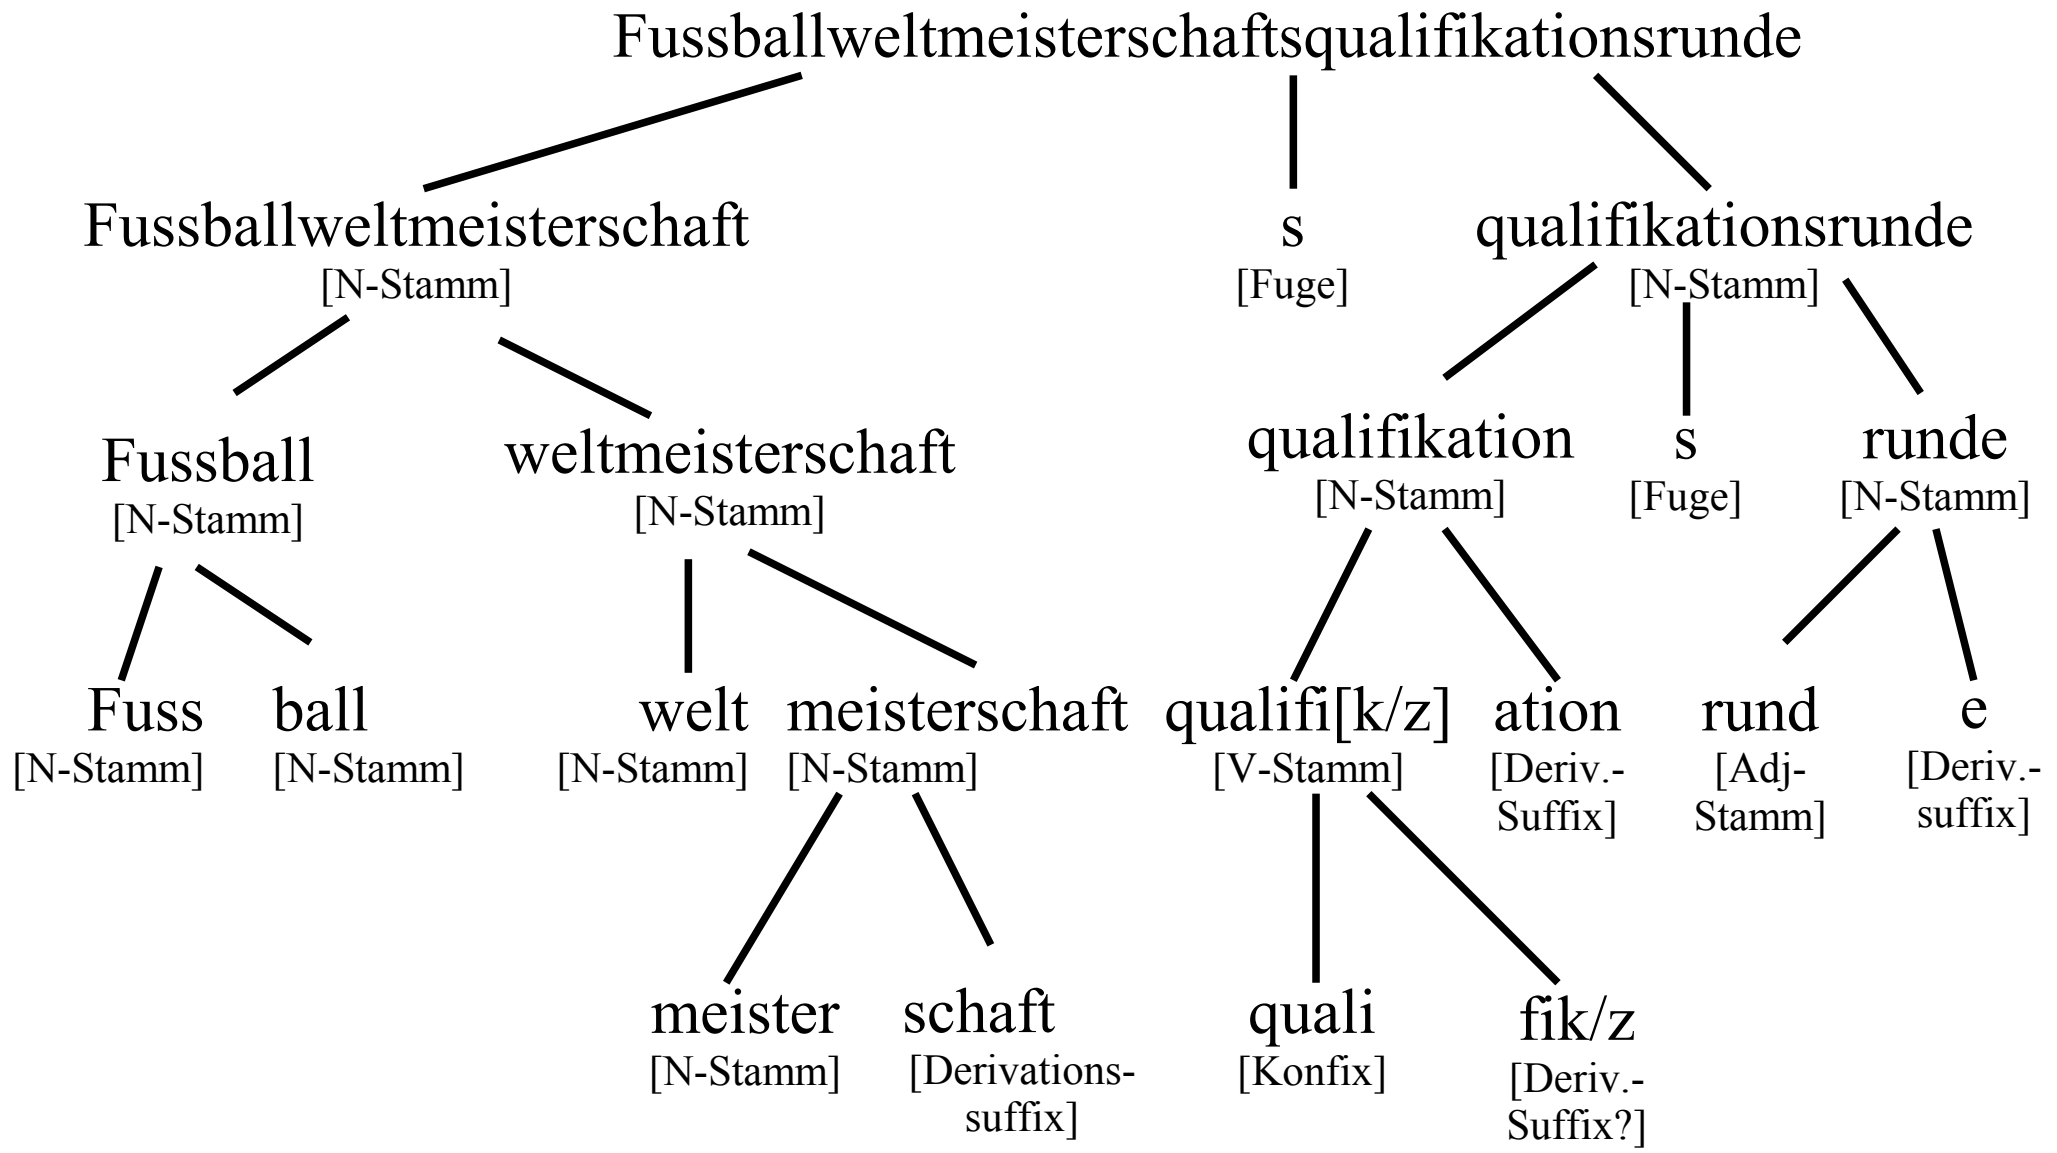 Fussballweltmeisterschaftsqualifikationsrunde
Fussballweltmeisterschaft
[N-Stamm]
s
[Fuge]
qualifikationsrunde
[N-Stamm]
Fussball
[N-Stamm]
weltmeisterschaft
[N-Stamm]
qualifikation
[N-Stamm]
s
[Fuge]
runde
[N-Stamm]
Fuss
[N-Stamm]
ball
[N-Stamm]
welt
[N-Stamm]
meisterschaft
[N-Stamm]
qualifi[k/z]
[V-Stamm]
ation
[Deriv.-
Suffix]
rund
[Adj-
Stamm]
e
[Deriv.-
suffix]
meister
[N-Stamm]
schaft
[Derivations-
suffix]
quali
[Konfix]
fik/z
[Deriv.-
Suffix?]